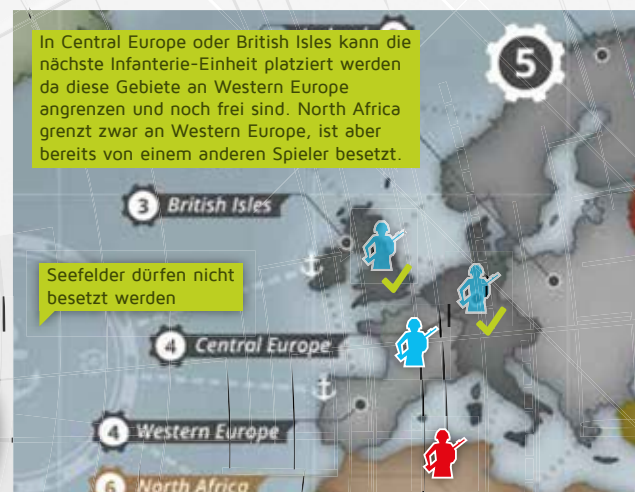 In Central Europe oder British Isles kann die
nächste Infanterie-Einheit platziert werden
da diese Gebiete an Western Europe
angrenzen und noch frei sind. North Africa
grenzt zwar an Western Europe, ist aber
bereits von einem anderen Spieler besetzt.
5
3 British Isles
Seefelder dürfen nicht
besetzt werden
4 Central Europe
4 Western Europe
6 North Africa